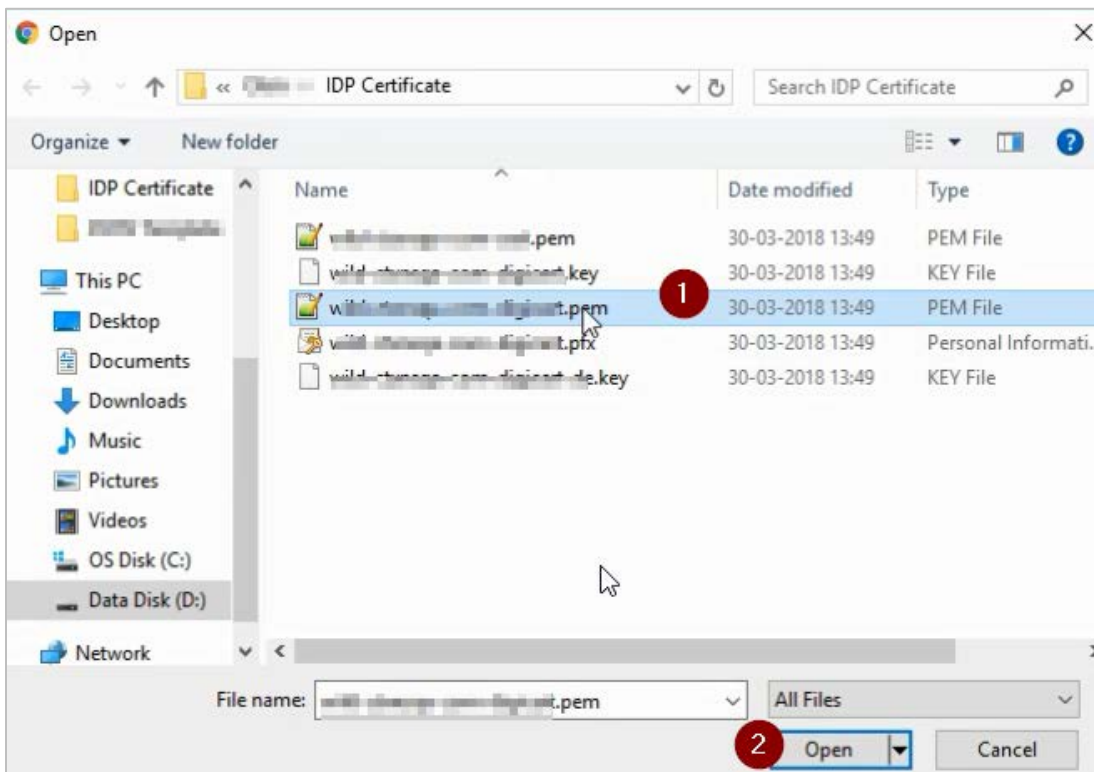 Open
« IDP Certificate
Search IDP Certificate
Organize
New folder
IDP Certificate
This PC
Desktop
Documents
Downloads
Music
Pictures
Videos
OS Disk (C:)
Data Disk (D:)
Network
Name Date modified Type
.pem 30-03-2018 13:49 PEM File
.key 30-03-2018 13:49 KEY File
.pem 1 30-03-2018 13:49 PEM File
.pfx 30-03-2018 13:49 Personal Informati.
.key 30-03-2018 13:49 KEY File
File name: .pem All Files
2 Open Cancel